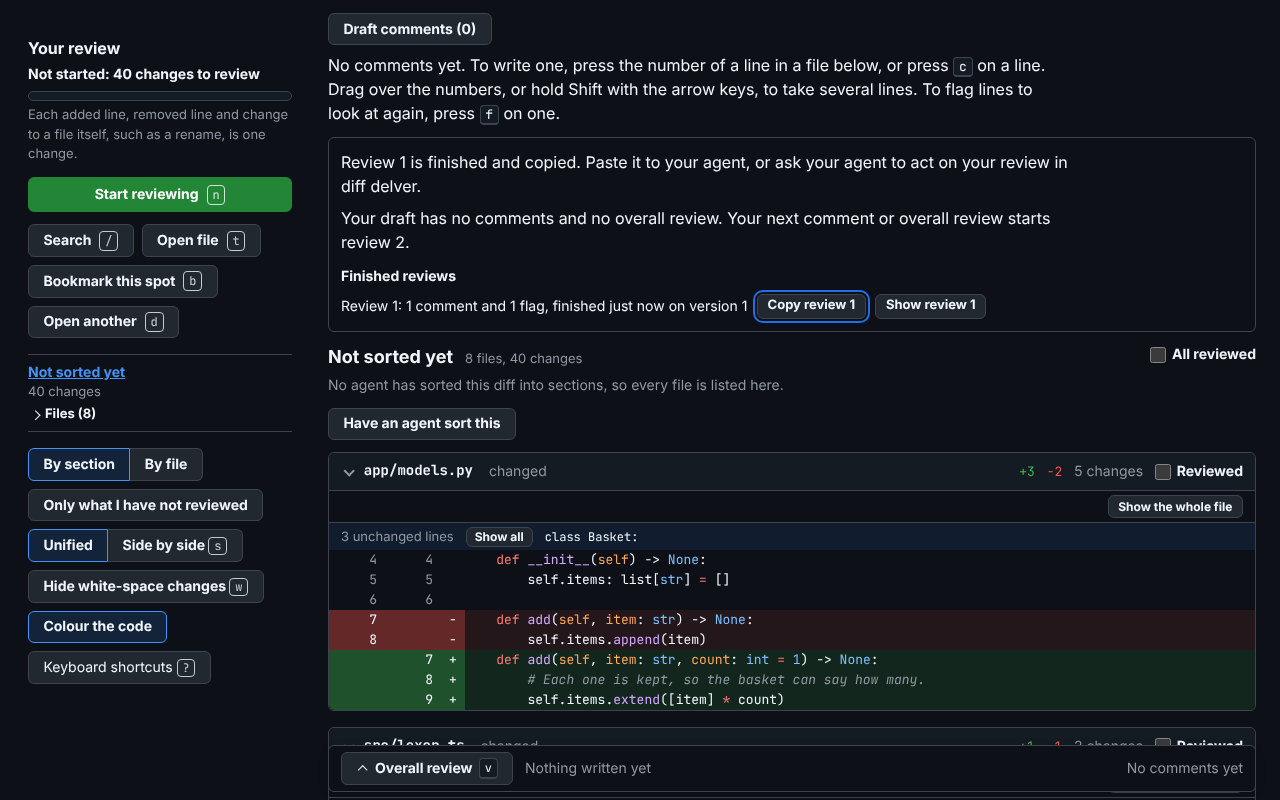 Your review
Not started: 40 changes to review
Each added line, removed line and change
to a file itself, such as a rename, is one
change.
Start reviewing n
Search / Open file t
Bookmark this spot b
Open another d
Not sorted yet
40 changes
Files (8)
By section By file
Only what I have not reviewed
Unified Side by side s
Hide white-space changes w
Colour the code
Keyboard shortcuts ?
Draft comments (0)
No comments yet. To write one, press the number of a line in a file below, or press c on a line.
Drag over the numbers, or hold Shift with the arrow keys, to take several lines. To flag lines to
look at again, press f on one.
Review 1 is finished and copied. Paste it to your agent, or ask your agent to act on your review in
diff delver.
Your draft has no comments and no overall review. Your next comment or overall review starts
review 2.
Finished reviews
Review 1: 1 comment and 1 flag, finished just now on version 1 Copy review 1 Show review 1
Not sorted yet 8 files, 40 changes All reviewed
No agent has sorted this diff into sections, so every file is listed here.
Have an agent sort this
app/models.py changed +3 -2 5 changes Reviewed
Show the whole file
3 unchanged lines Show all class Basket:
4 4 def __init__(self) -> None:
5 5 self.items: list[str] = []
6 6
7 - def add(self, item: str) -> None:
8 - self.items.append(item)
7 + def add(self, item: str, count: int = 1) -> None:
8 + # Each one is kept, so the basket can say how many.
9 + self.items.extend([item] * count)
changed +1 -1 2 changes Reviewed
Overall review v Nothing written yet No comments yet